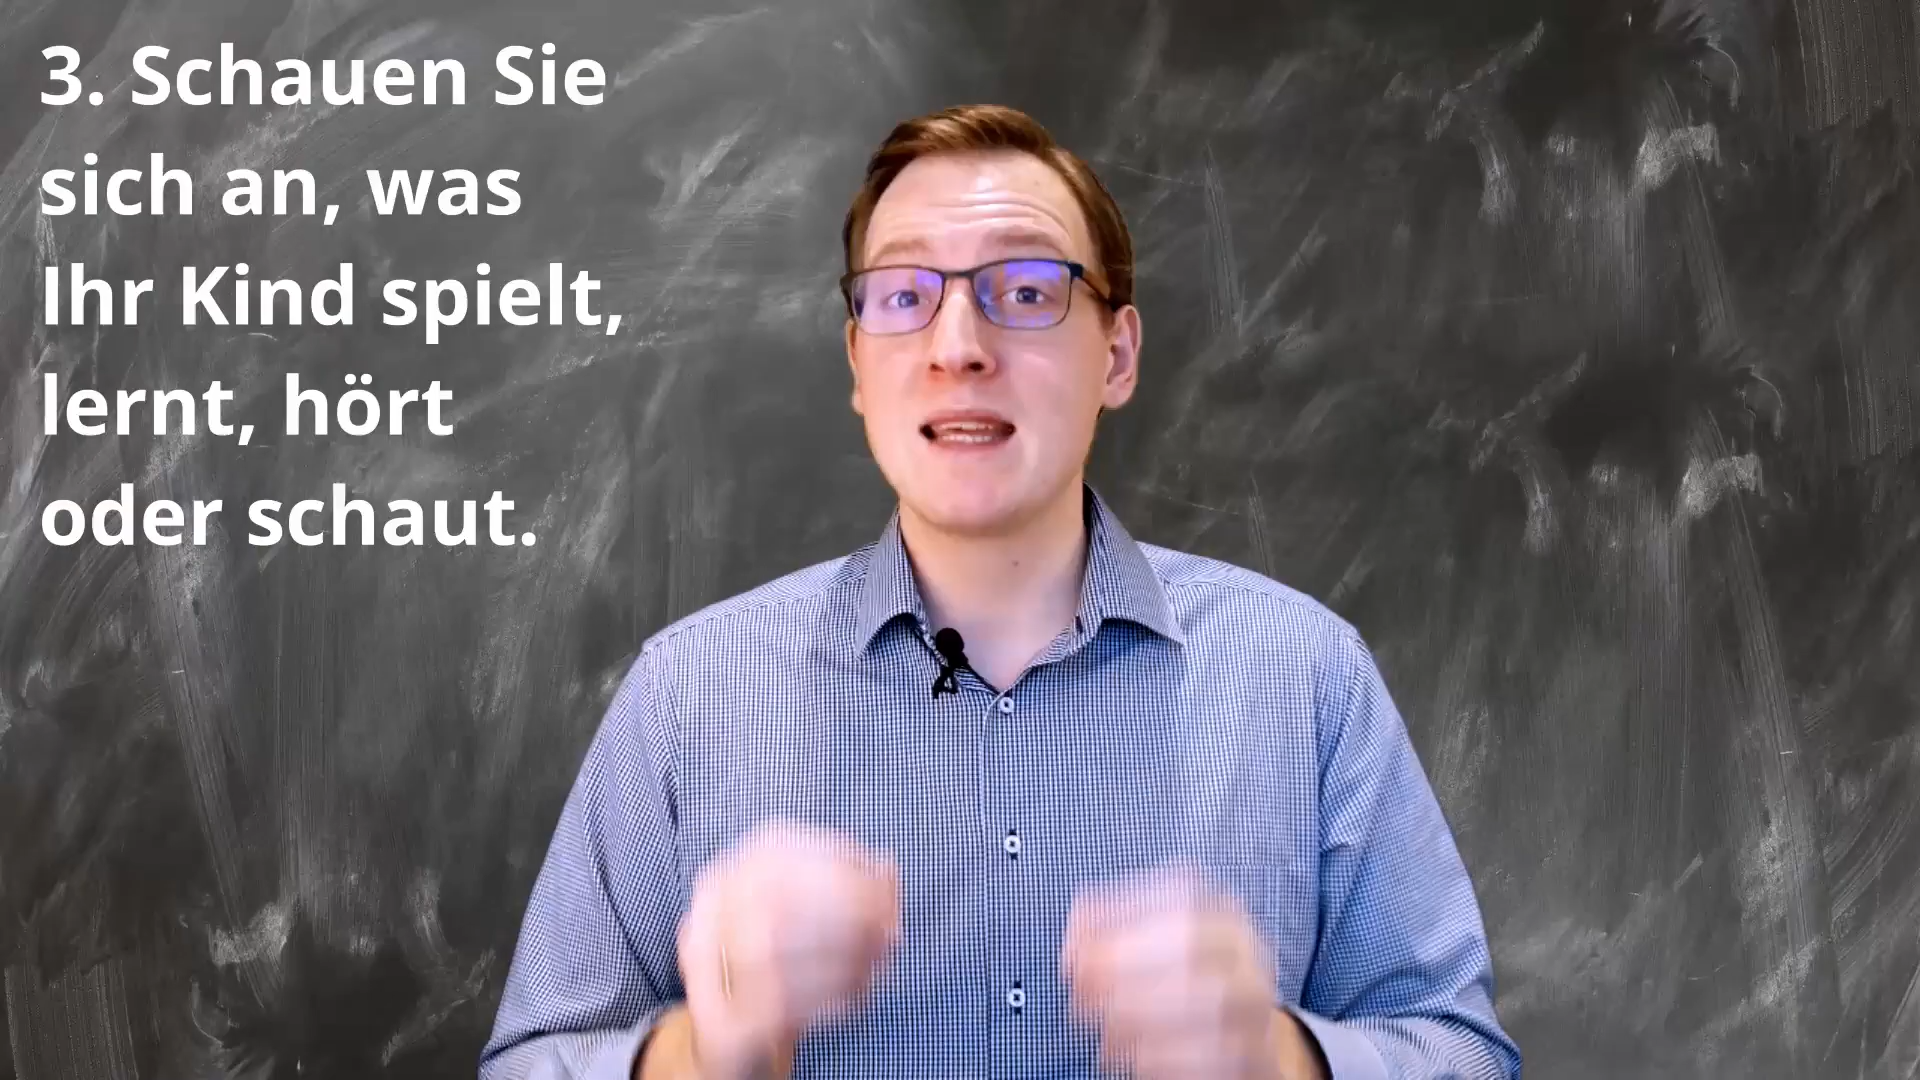 3. Schauen Sie
sich an, was
Ihr Kind spielt,
lernt, hört
oder schaut.